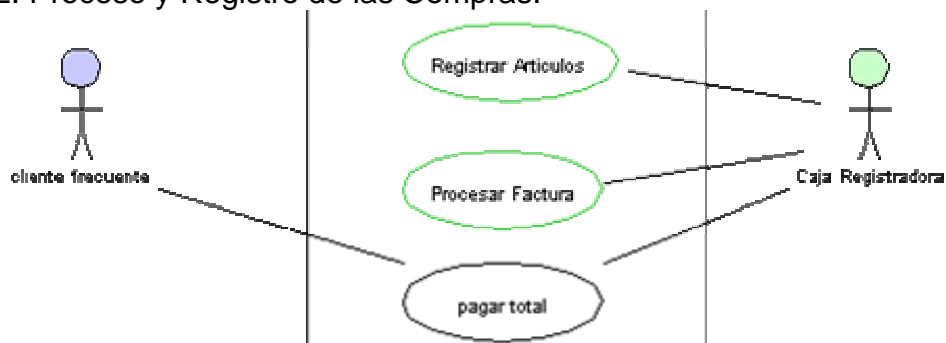 2. Proceso y Registro de las Compras.
Registrar Articulos
cliente frecuente
Procesar Factura
Caja Registradora
pagar total